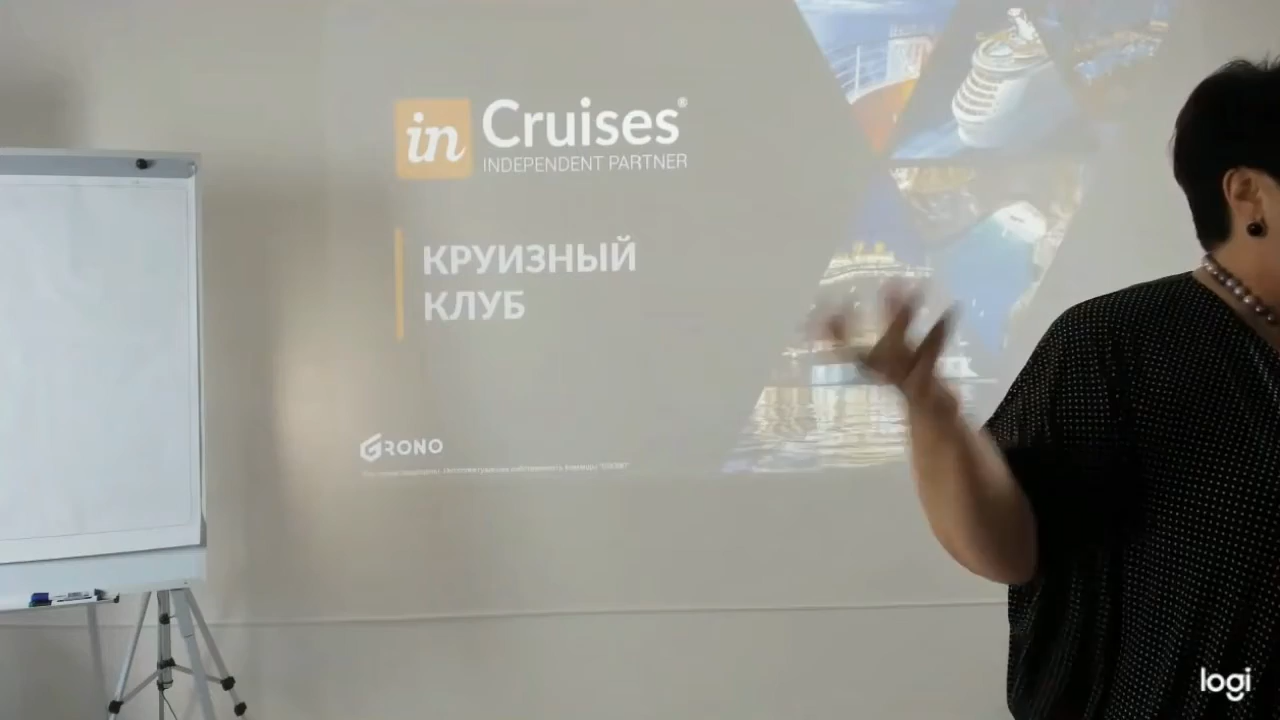 in Cruises®
INDEPENDENT PARTNER
КРУИЗНЫЙ
КЛУБ
GRONO
logi